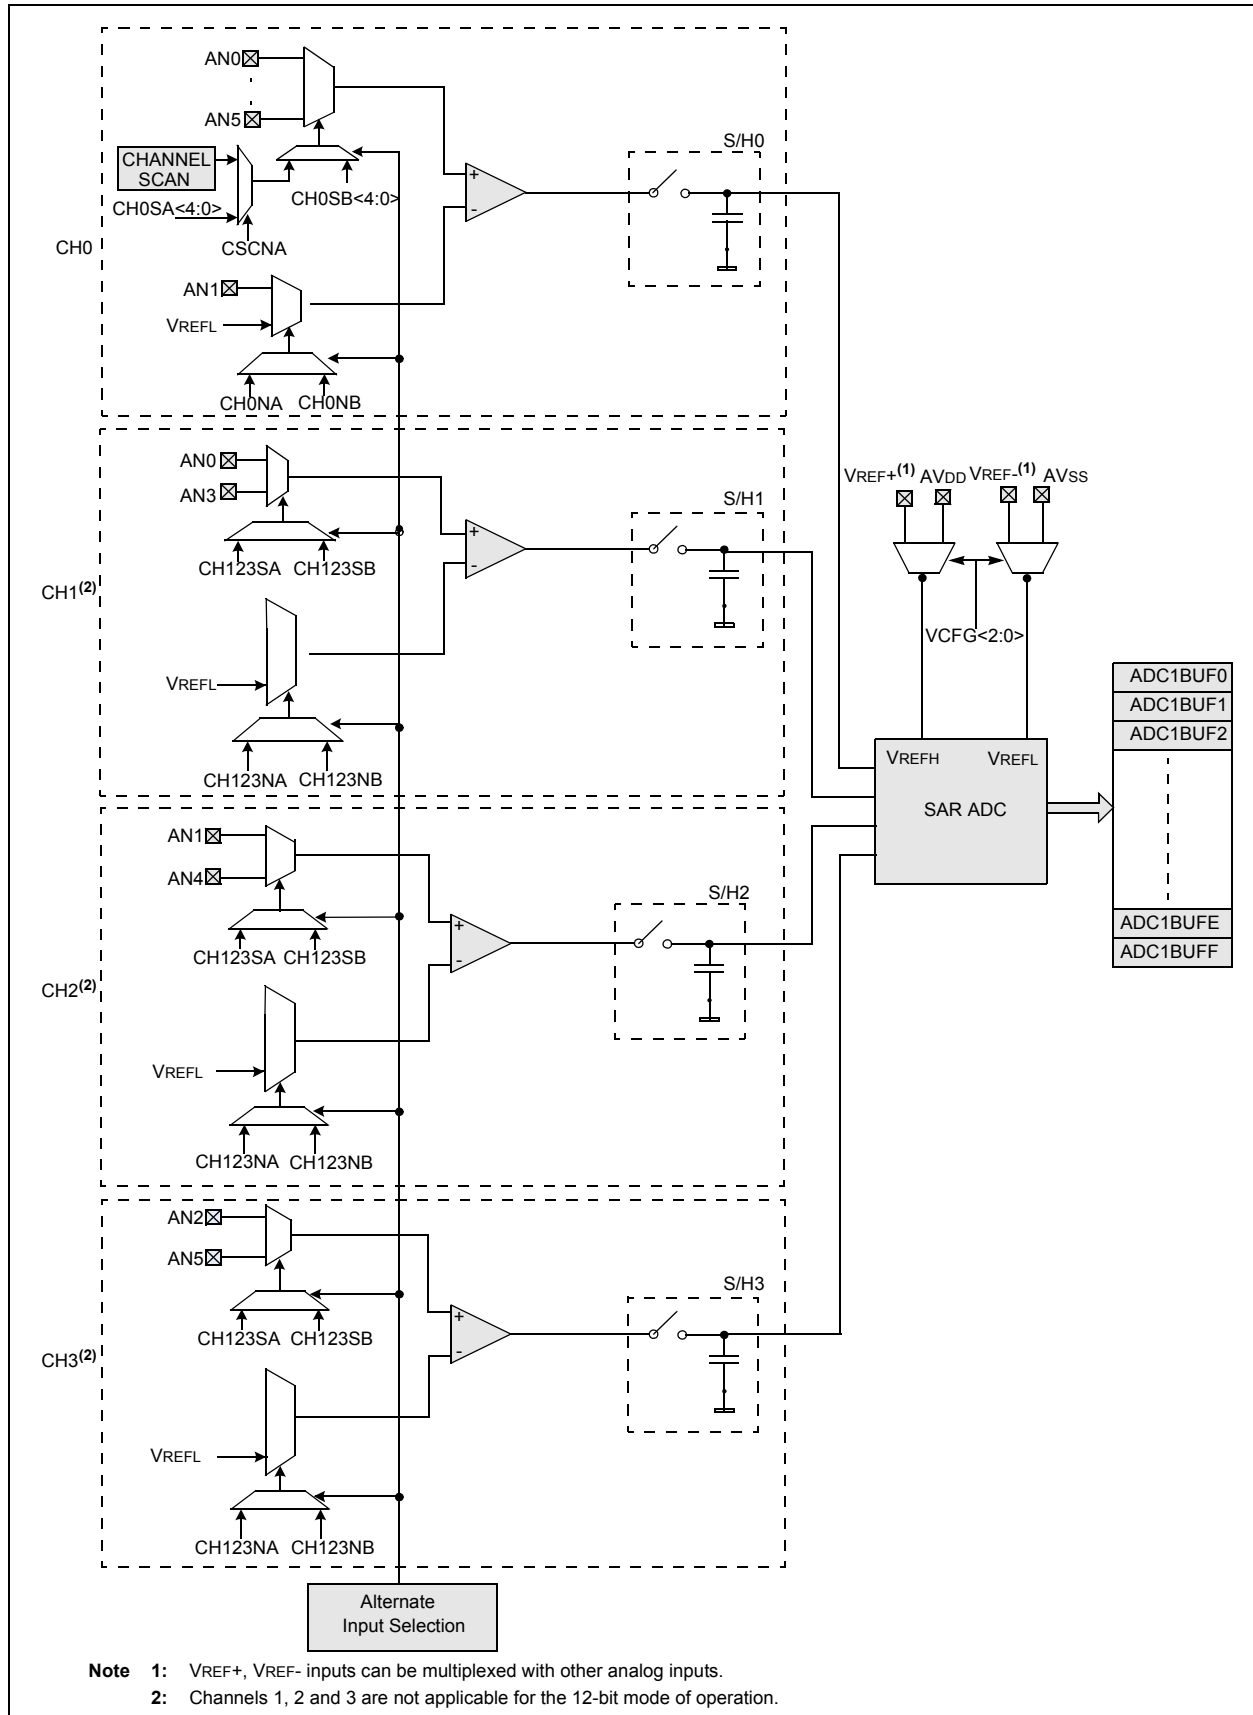 AN0
AN5
CHANNEL
SCAN
CH0SA<4:0>
CSCNA
CH0SB<4:0>
+
-
S/H0
CH0
AN1
VREFL
CH0NA CH0NB
AN0
AN3
CH123SA CH123SB
+
-
S/H1
CH1(2)
VREFL
CH123NA CH123NB
AN1
AN4
CH123SA CH123SB
+
-
S/H2
CH2(2)
VREFL
CH123NA CH123NB
AN2
AN5
CH123SA CH123SB
+
-
S/H3
CH3(2)
VREFL
CH123NA CH123NB
Alternate
Input Selection
VREF+(1) AVDD VREF-(1) AVSS
VCFG<2:0>
VREFH VREFL
SAR ADC
ADC1BUF0
ADC1BUF1
ADC1BUF2
ADC1BUFE
ADC1BUFF
Note 1: VREF+, VREF- inputs can be multiplexed with other analog inputs.
2: Channels 1, 2 and 3 are not applicable for the 12-bit mode of operation.